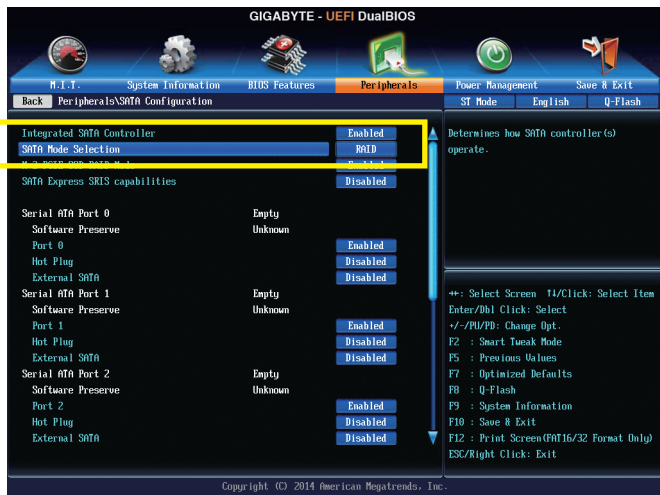 GIGABYTE - UEFI DualBIOS
M.I.T. System Information BIOS Features Peripherals Power Management Save & Exit
Back Peripherals\SATA Configuration ST Mode English Q-Flash
Integrated SATA Controller Enabled
SATA Mode Selection RAID
M.2 PCIE SSD RAID Mode Enabled
SATA Express SRIS capabilities Disabled
Serial ATA Port 0 Empty
Software Preserve Unknown
Port 0 Enabled
Hot Plug Disabled
External SATA Disabled
Serial ATA Port 1 Empty
Software Preserve Unknown
Port 1 Enabled
Hot Plug Disabled
External SATA Disabled
Serial ATA Port 2 Empty
Software Preserve Unknown
Port 2 Enabled
Hot Plug Disabled
External SATA Disabled
Determines how SATA controller(s)
operate.
↔: Select Screen ↑↓/Click: Select Item
Enter/Dbl Click: Select
+/-/PU/PD: Change Opt.
F2 : Smart Tweak Mode
F5 : Previous Values
F7 : Optimized Defaults
F8 : Q-Flash
F9 : System Information
F10 : Save & Exit
F12 : Print Screen(FAT16/32 Format Only)
ESC/Right Click: Exit
Copyright (C) 2014 American Megatrends, Inc.